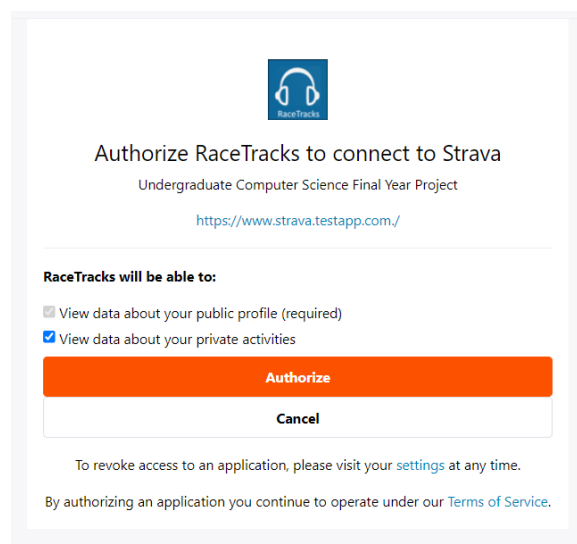 RaceTracks
Authorize RaceTracks to connect to Strava
Undergraduate Computer Science Final Year Project
https://www.strava.testapp.com./
RaceTracks will be able to:
View data about your public profile (required)
View data about your private activities
Authorize
Cancel
To revoke access to an application, please visit your settings at any time.
By authorizing an application you continue to operate under our Terms of Service.